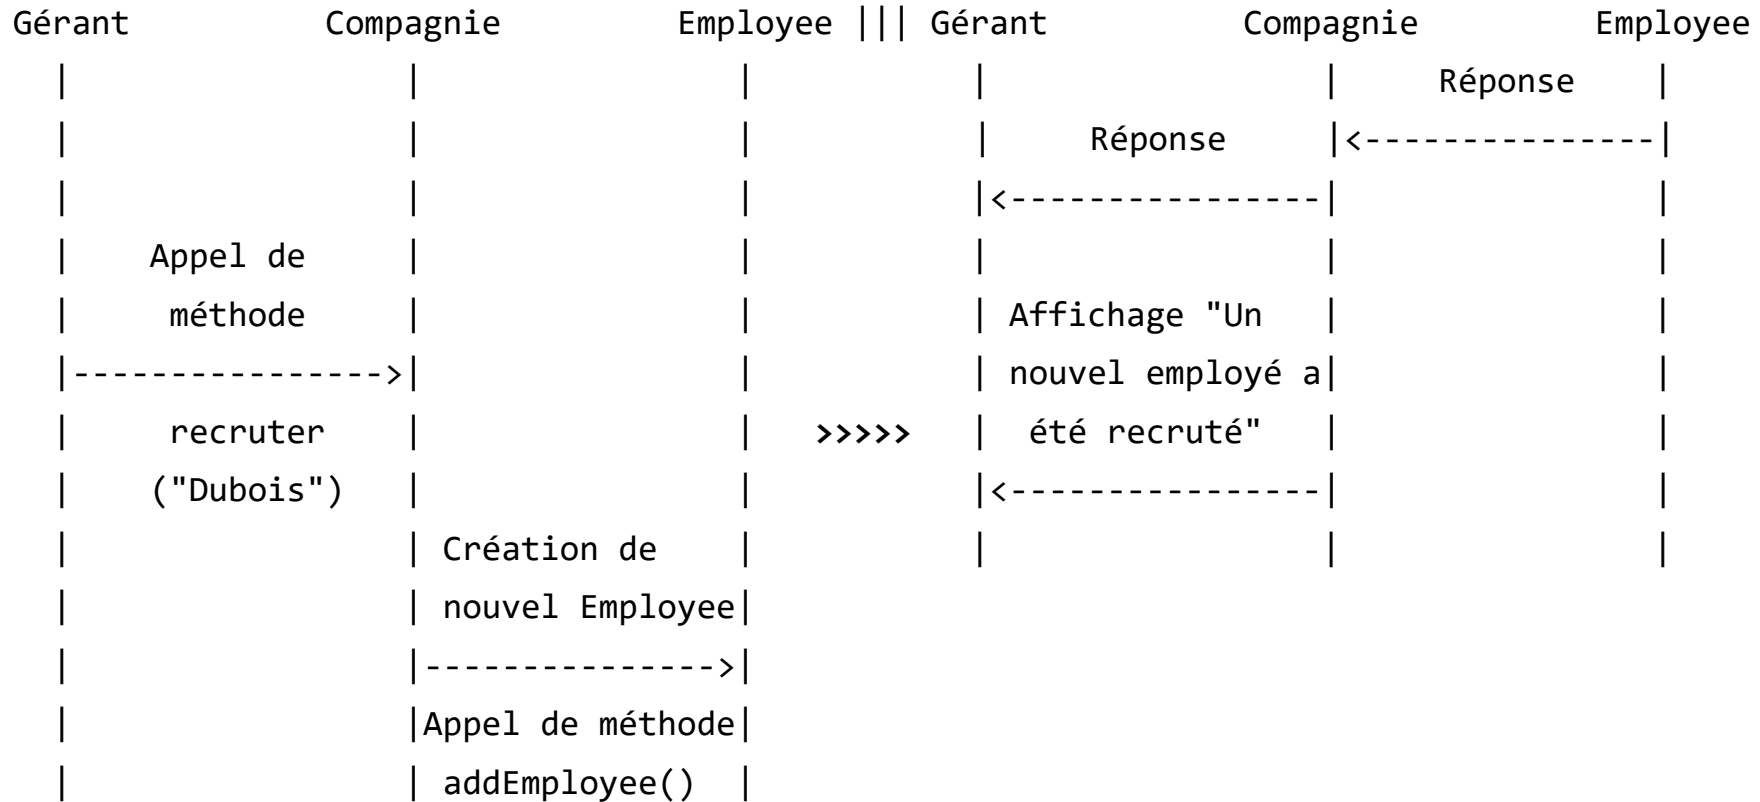 Gérant          Compagnie         Employee ||| Gérant          Compagnie         Employee
|                 |                |           |                 |     Réponse    |
|                 |                |           |     Réponse     |<---------------|
|                 |                |           |<----------------|                |
|    Appel de     |                |           |                 |                |
|     méthode     |                |           | Affichage "Un   |                |
|---------------->|                |           | nouvel employé a|                |
|     recruter    |                |   >>>>>   |  été recruté"   |                |
|    ("Dubois")   |                |           |<----------------|                |
|                 | Création de    |           |                 |                |
|                 | nouvel Employee|
|                 |--------------->|
|                 |Appel de méthode|
|                 | addEmployee()  |